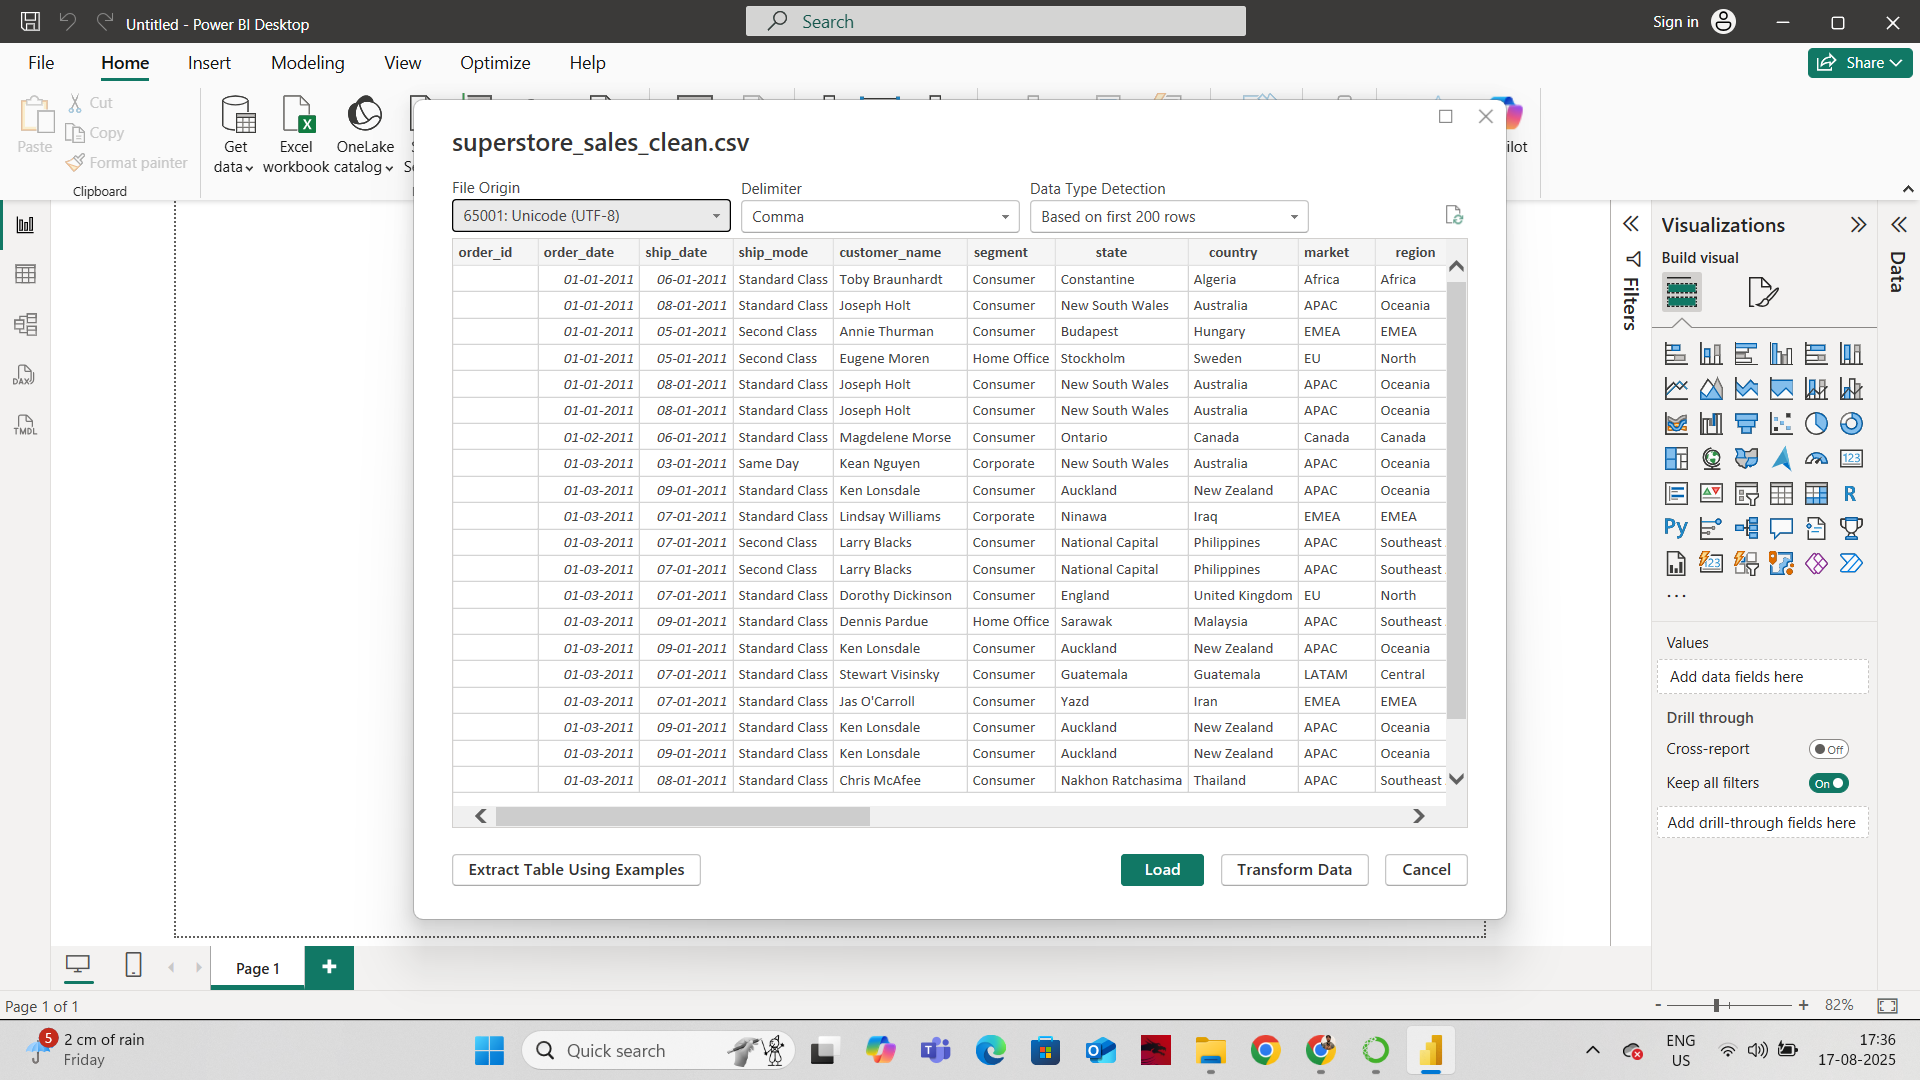 Untitled - Power BI Desktop
Search
Sign in
File
Home
Insert
Modeling
View
Optimize
Help
Share
Paste
Cut
Copy
Format painter
Clipboard
Get data
Excel workbook
OneLake catalog
superstore_sales_clean.csv
File Origin
Delimiter
Data Type Detection
65001: Unicode (UTF-8)
Comma
Based on first 200 rows
order_id order_date ship_date ship_mode customer_name segment state country market region
01-01-2011 06-01-2011 Standard Class Toby Braunhardt Consumer Constantine Algeria Africa Africa
01-01-2011 08-01-2011 Standard Class Joseph Holt Consumer New South Wales Australia APAC Oceania
01-01-2011 05-01-2011 Second Class Annie Thurman Consumer Budapest Hungary EMEA EMEA
01-01-2011 05-01-2011 Second Class Eugene Moren Home Office Stockholm Sweden EU North
01-01-2011 08-01-2011 Standard Class Joseph Holt Consumer New South Wales Australia APAC Oceania
01-01-2011 08-01-2011 Standard Class Joseph Holt Consumer New South Wales Australia APAC Oceania
01-02-2011 06-01-2011 Standard Class Magdelene Morse Consumer Ontario Canada Canada Canada
01-03-2011 03-01-2011 Same Day Kean Nguyen Corporate New South Wales Australia APAC Oceania
01-03-2011 09-01-2011 Standard Class Ken Lonsdale Consumer Auckland New Zealand APAC Oceania
01-03-2011 07-01-2011 Standard Class Lindsay Williams Corporate Ninawa Iraq EMEA EMEA
01-03-2011 07-01-2011 Second Class Larry Blacks Consumer National Capital Philippines APAC Southeast
01-03-2011 07-01-2011 Second Class Larry Blacks Consumer National Capital Philippines APAC Southeast
01-03-2011 07-01-2011 Standard Class Dorothy Dickinson Consumer England United Kingdom EU North
01-03-2011 09-01-2011 Standard Class Dennis Pardue Home Office Sarawak Malaysia APAC Southeast
01-03-2011 09-01-2011 Standard Class Ken Lonsdale Consumer Auckland New Zealand APAC Oceania
01-03-2011 07-01-2011 Standard Class Stewart Visinsky Consumer Guatemala Guatemala LATAM Central
01-03-2011 07-01-2011 Standard Class Jas O'Carroll Consumer Yazd Iran EMEA EMEA
01-03-2011 09-01-2011 Standard Class Ken Lonsdale Consumer Auckland New Zealand APAC Oceania
01-03-2011 09-01-2011 Standard Class Ken Lonsdale Consumer Auckland New Zealand APAC Oceania
01-03-2011 08-01-2011 Standard Class Chris McAfee Consumer Nakhon Ratchasima Thailand APAC Southeast
Extract Table Using Examples
Load
Transform Data
Cancel
DAX
TMDL
Filters
Visualizations
Build visual
123
R
Py
123
...
Values
Add data fields here
Drill through
Cross-report
Off
Keep all filters
On
Add drill-through fields here
Data
Page 1
Page 1 of 1
- + 82%
5
2 cm of rain
Friday
Quick search
ENG
US
17:36
17-08-2025